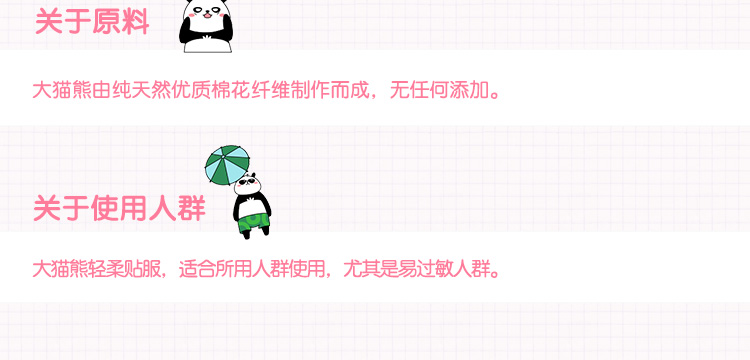 关于原料
大猫熊由纯天然优质棉花纤维制作而成，无任何添加。
关于使用人群
大猫熊轻柔贴服，适合所用人群使用，尤其是易过敏人群。